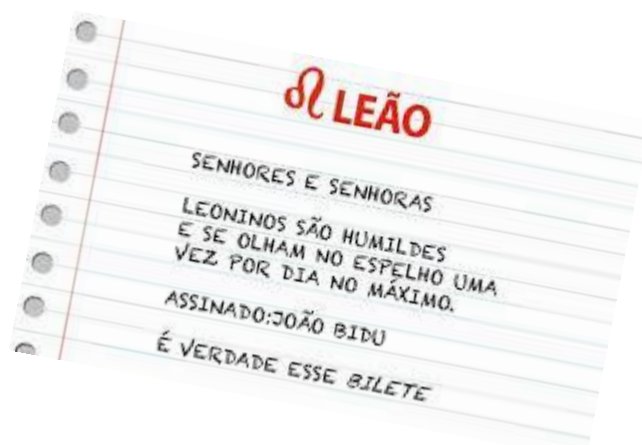 ♌ LEÃO
SENHORES E SENHORAS
LEONINOS SÃO HUMILDES
E SE OLHAM NO ESPELHO UMA
VEZ POR DIA NO MÁXIMO.
ASSINADO:JOÃO BIDU
É VERDADE ESSE BILETE